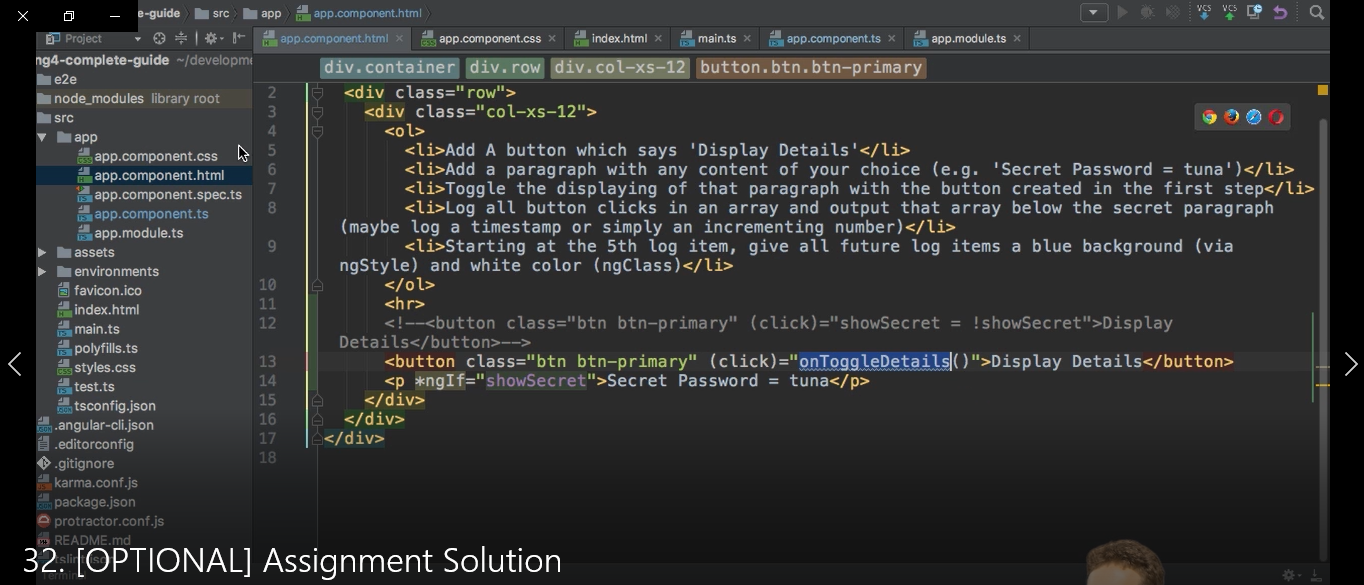 e-guide src app app.component.html
Project
app.component.html app.component.css index.html main.ts app.component.ts app.module.ts
ng4-complete-guide ~/developme
e2e
node_modules library root
src
app
app.component.css
app.component.html
app.component.spec.ts
app.component.ts
app.module.ts
assets
environments
favicon.ico
index.html
main.ts
polyfills.ts
styles.css
test.ts
tsconfig.json
.angular-cli.json
.editorconfig
.gitignore
karma.conf.js
package.json
protractor.conf.js
README.md
tslint.json
Terminal
VCS VCS
div.container div.row div.col-xs-12 button.btn.btn-primary
2 <div class="row">
3 <div class="col-xs-12">
4 <ol>
5 <li>Add A button which says 'Display Details'</li>
6 <li>Add a paragraph with any content of your choice (e.g. 'Secret Password = tuna')</li>
7 <li>Toggle the displaying of that paragraph with the button created in the first step</li>
8 <li>Log all button clicks in an array and output that array below the secret paragraph
(maybe log a timestamp or simply an incrementing number)</li>
9 <li>Starting at the 5th log item, give all future log items a blue background (via
ngStyle) and white color (ngClass)</li>
10 </ol>
11 <hr>
12 <!--<button class="btn btn-primary" (click)="showSecret = !showSecret">Display
Details</button>-->
13 <button class="btn btn-primary" (click)="onToggleDetails()">Display Details</button>
14 <p *ngIf="showSecret">Secret Password = tuna</p>
15 </div>
16 </div>
17 </div>
18
32. [OPTIONAL] Assignment Solution